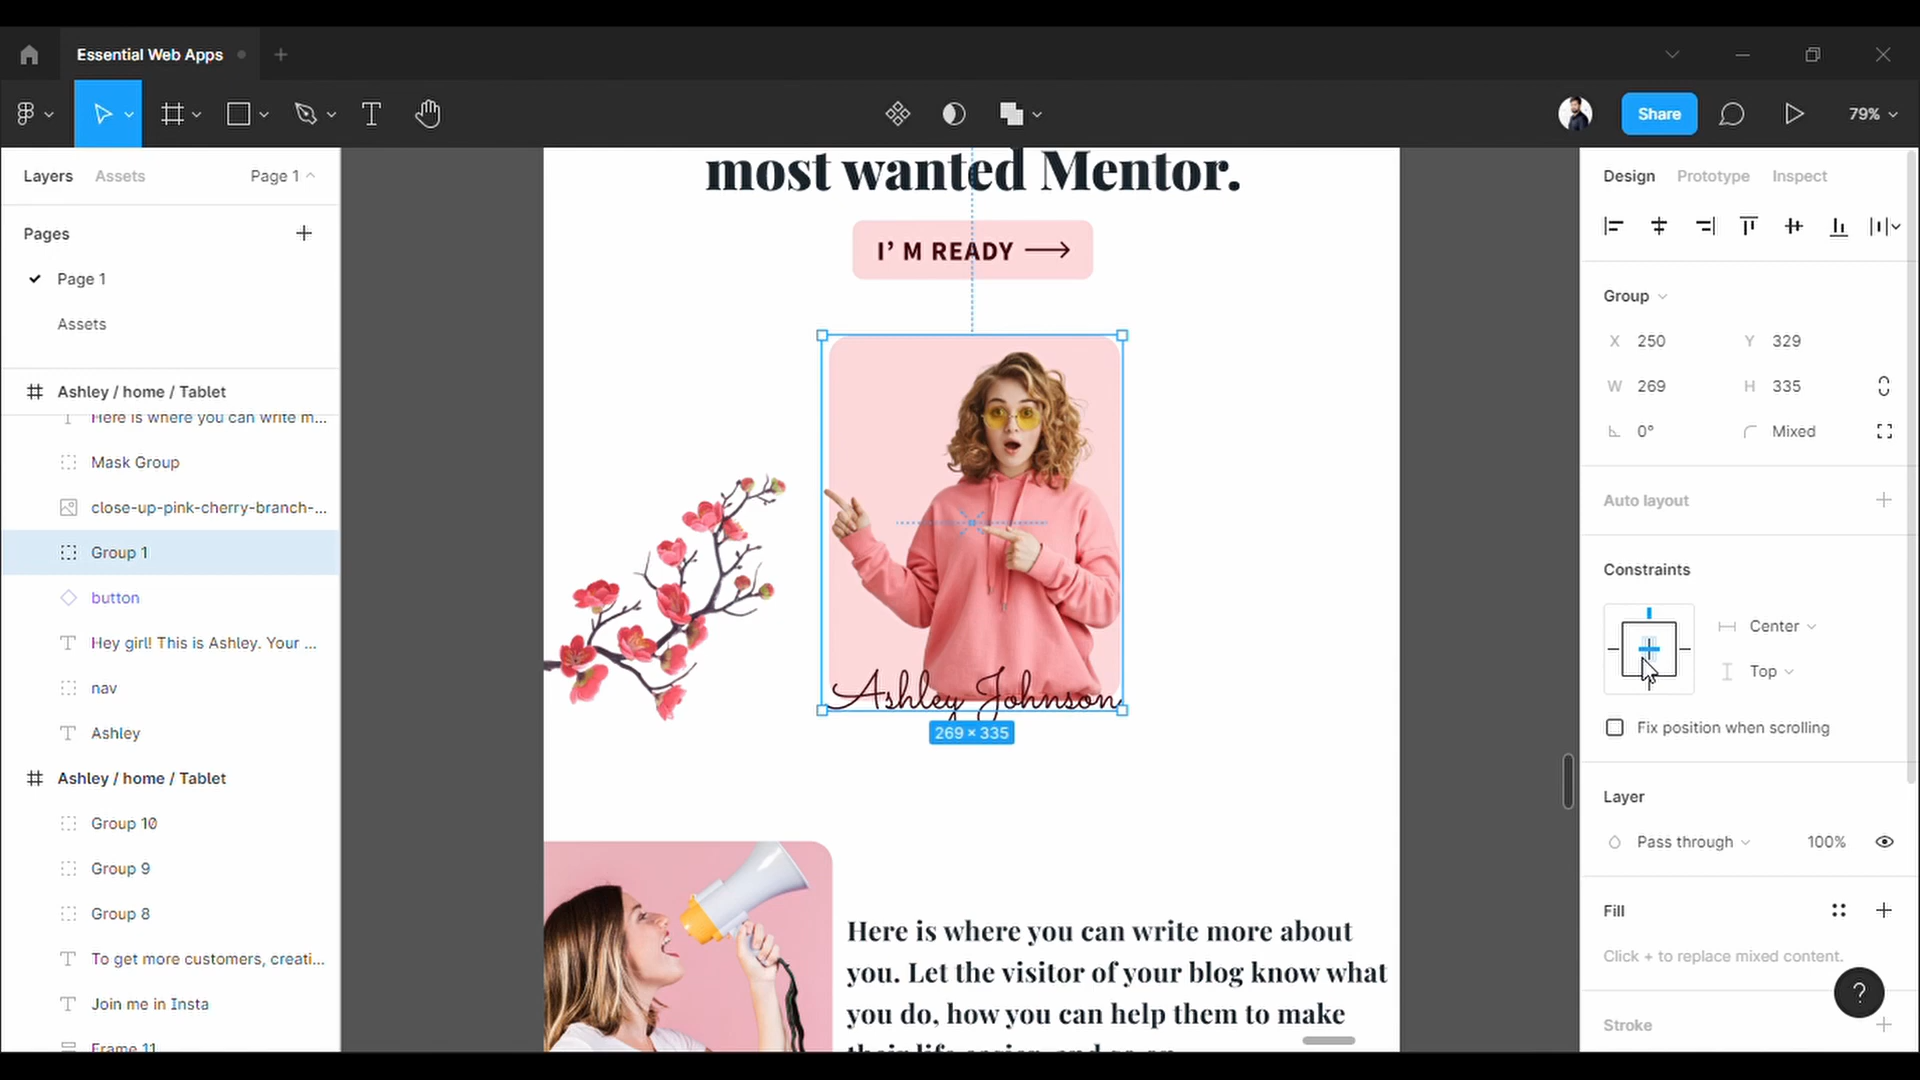 Essential Web Apps
Share
79%
Layers
Assets
Page 1
Pages
Page 1
Assets
Ashley / home / Tablet
Here is where you can write m...
Mask Group
close-up-pink-cherry-branch-...
Group 1
button
Hey girl! This is Ashley. Your ...
nav
Ashley
Ashley / home / Tablet
Group 10
Group 9
Group 8
To get more customers, creati...
Join me in Insta
Frame 11
most wanted Mentor.
I’ M READY
Ashley Johnson
269 × 335
Here is where you can write more about
you. Let the visitor of your blog know what
you do, how you can help them to make
their life easier, and so on
Design
Prototype
Inspect
Group
X 250
Y 329
W 269
H 335
0°
Mixed
Auto layout
Constraints
Center
Top
Fix position when scrolling
Layer
Pass through
100%
Fill
Click + to replace mixed content.
?
Stroke